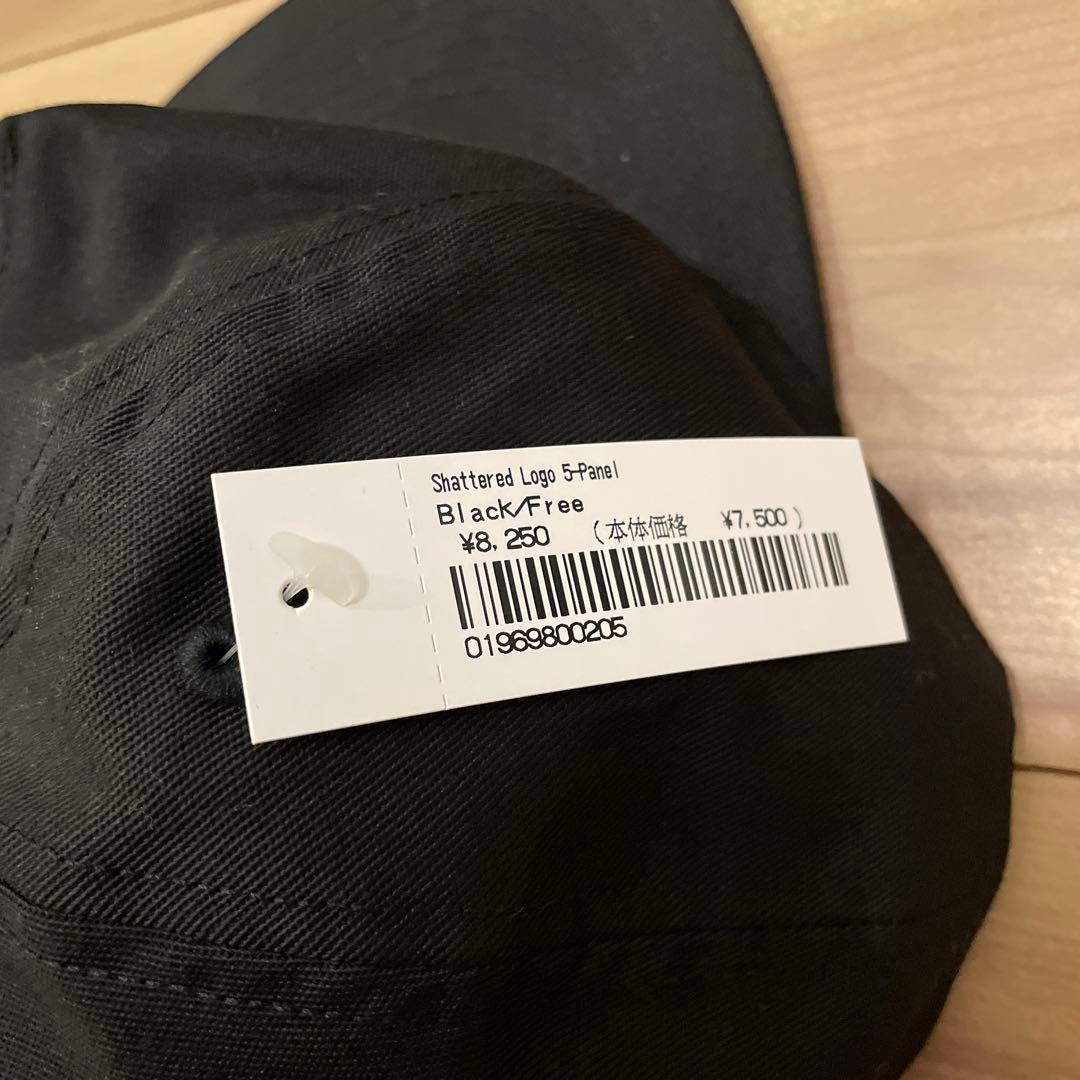 Shattered Logo 5-Panel
Black/Free
¥8,250 (本体価格 ¥7,500)
01969800205